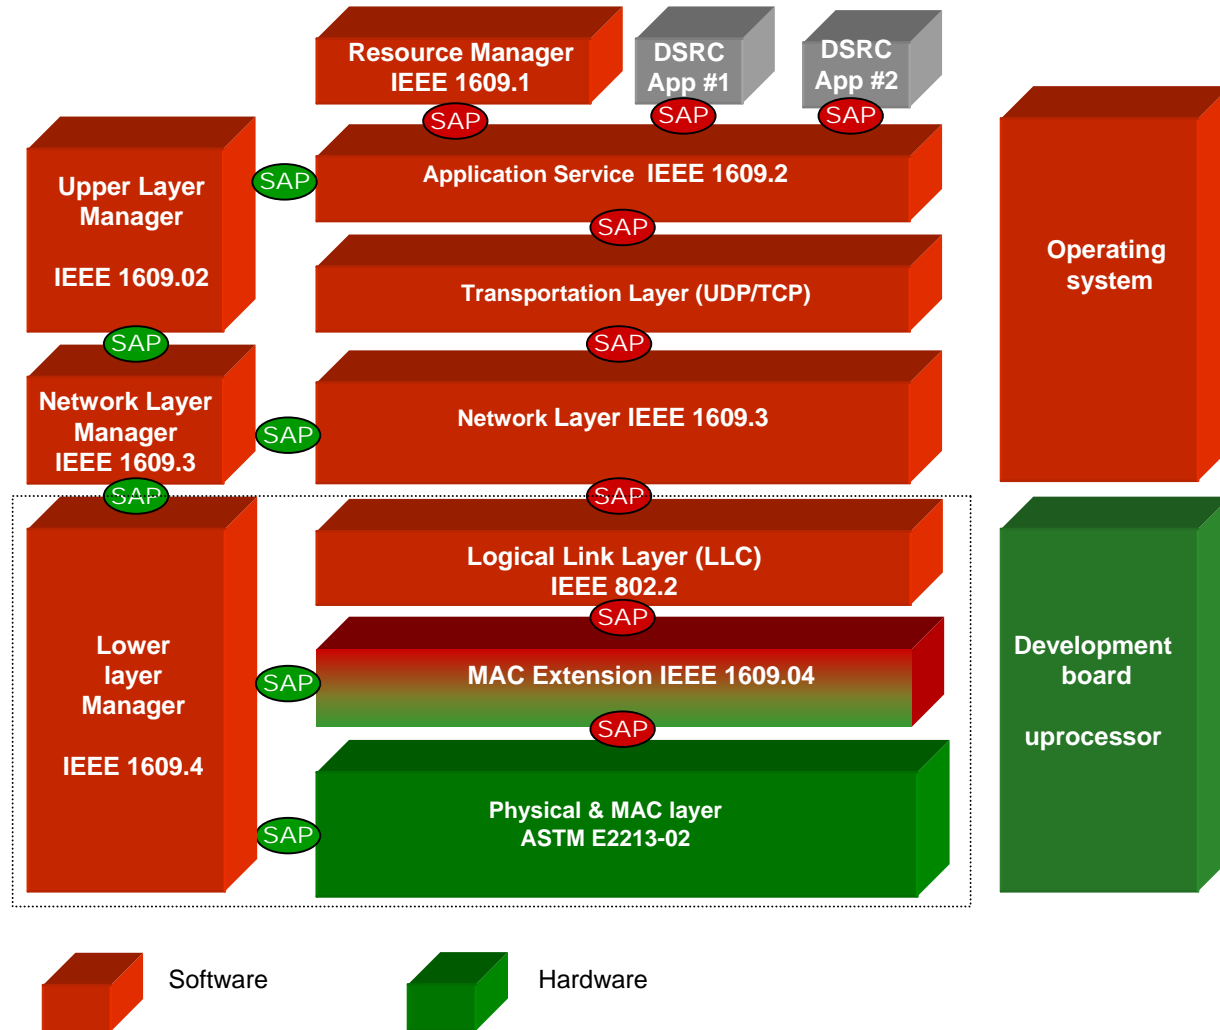 Resource Manager
IEEE 1609.1
DSRC
App #1
DSRC
App #2
SAP
SAP
SAP
Upper Layer
Manager
IEEE 1609.02
SAP
Application Service IEEE 1609.2
SAP
Transportation Layer (UDP/TCP)
Operating
system
SAP
SAP
Network Layer
Manager
IEEE 1609.3
SAP
Network Layer IEEE 1609.3
SAP
SAP
Logical Link Layer (LLC)
IEEE 802.2
SAP
Lower
layer
Manager
IEEE 1609.4
SAP
MAC Extension IEEE 1609.04
Development
board
uprocessor
SAP
SAP
Physical & MAC layer
ASTM E2213-02
Software
Hardware